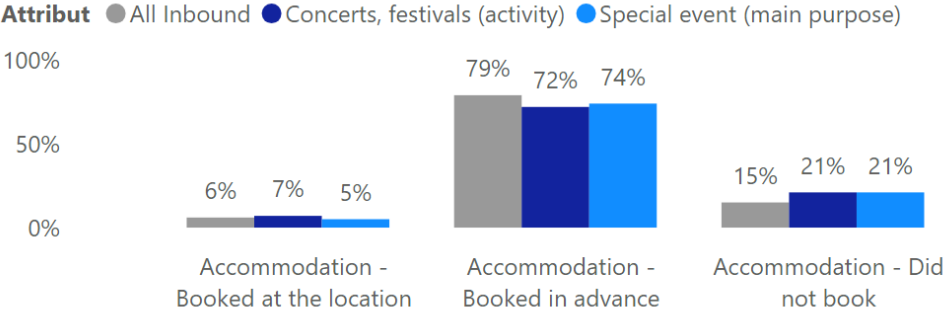 Attribut All Inbound Concerts, festivals (activity) Special event (main purpose)
100%
50%
0%
6% 7% 5%
79% 72% 74%
15% 21% 21%
Accommodation -
Booked at the location
Accommodation -
Booked in advance
Accommodation - Did
not book